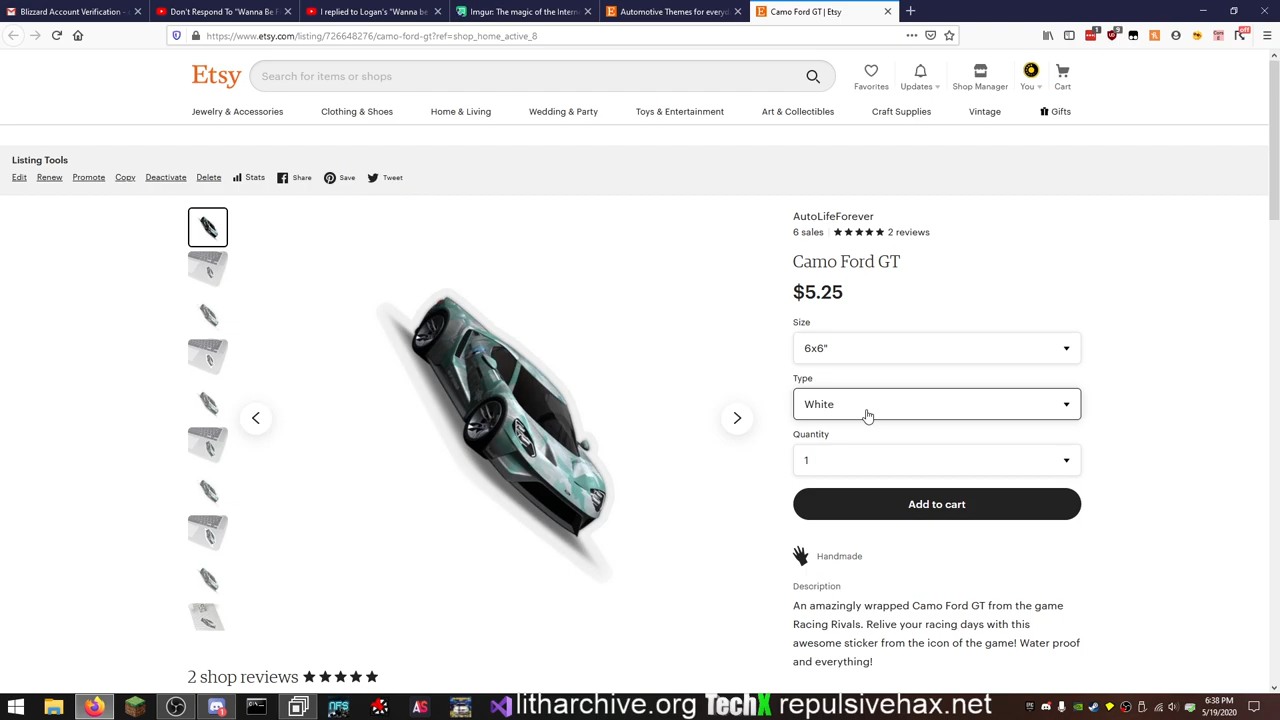 Blizzard Account Verification - c
Don't Respond To "Wanna Be F
I replied to Logan's "Wanna be
Imgur: The magic of the Intern
Automotive Themes for everyd
Camo Ford GT | Etsy
https://www.etsy.com/listing/726648276/camo-ford-gt?ref=shop_home_active_8
Etsy
Search for items or shops
Favorites
Updates
Shop Manager
You
Cart
Jewelry & Accessories
Clothing & Shoes
Home & Living
Wedding & Party
Toys & Entertainment
Art & Collectibles
Craft Supplies
Vintage
Gifts
Listing Tools
Edit
Renew
Promote
Copy
Deactivate
Delete
Stats
Share
Save
Tweet
AutoLifeForever
6 sales
2 reviews
Camo Ford GT
$5.25
Size
6x6"
Type
White
Quantity
1
Add to cart
Handmade
Description
An amazingly wrapped Camo Ford GT from the game
Racing Rivals. Relive your racing days with this
awesome sticker from the icon of the game! Water proof
and everything!
2 shop reviews
litharchive.org TechX repulsivehax.net
6:38 PM
5/19/2020